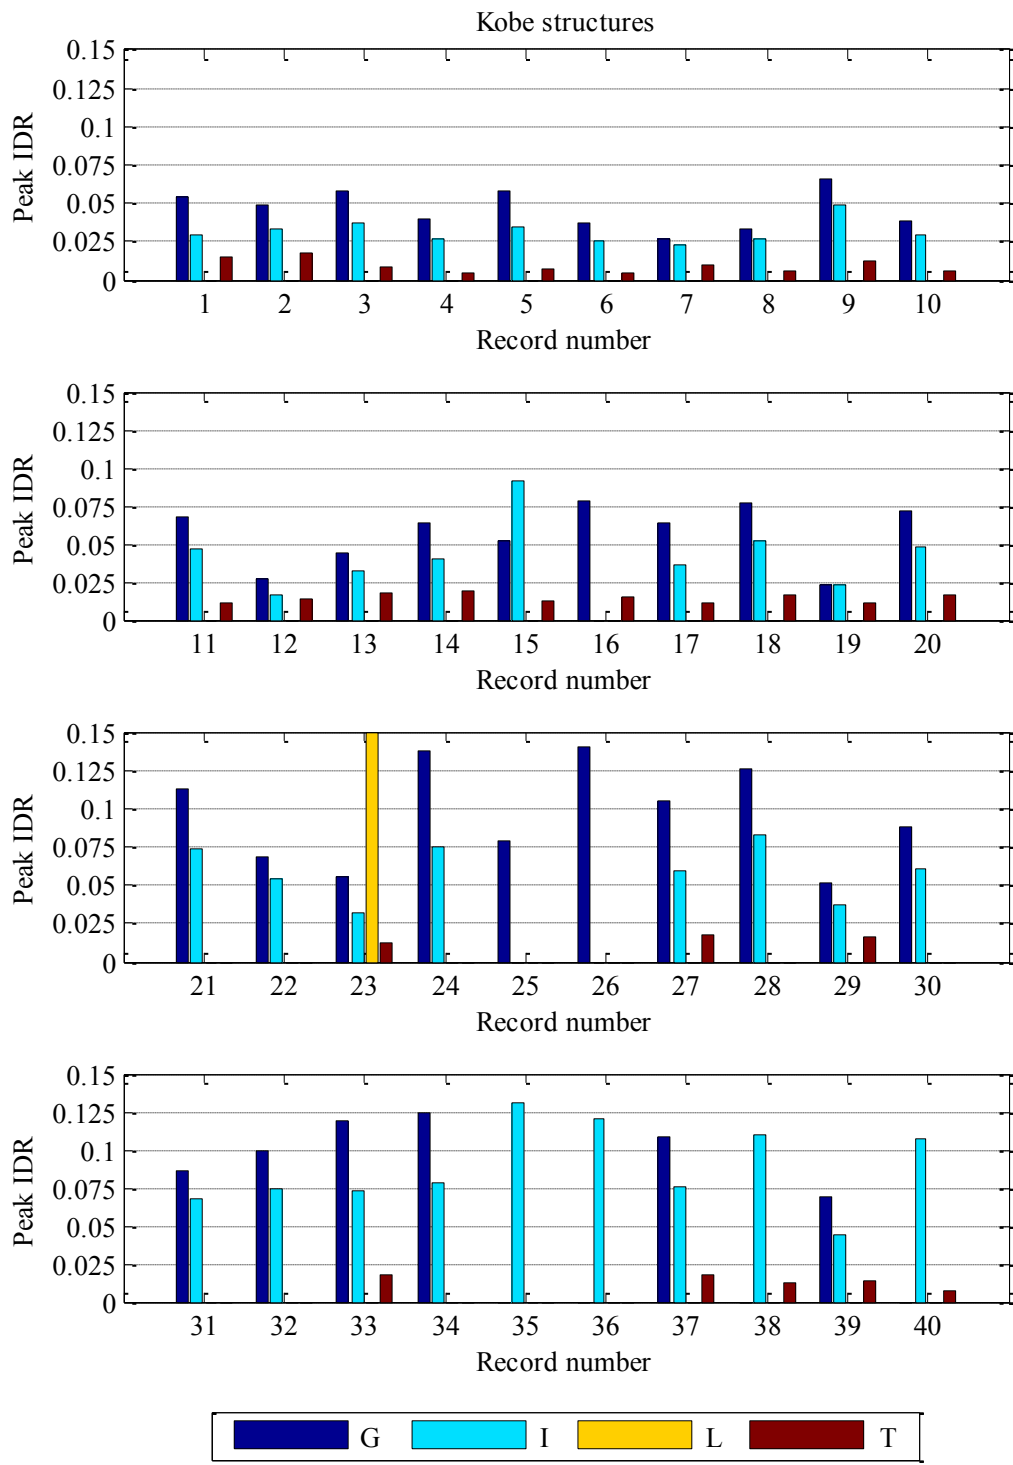 Kobe structures
0.15
0.125
0.1
0.075
0.05
0.025
0
Peak IDR
1 2 3 4 5 6 7 8 9 10
Record number
0.15
0.125
0.1
0.075
0.05
0.025
0
Peak IDR
11 12 13 14 15 16 17 18 19 20
Record number
0.15
0.125
0.1
0.075
0.05
0.025
0
Peak IDR
21 22 23 24 25 26 27 28 29 30
Record number
0.15
0.125
0.1
0.075
0.05
0.025
0
Peak IDR
31 32 33 34 35 36 37 38 39 40
Record number
G I L T